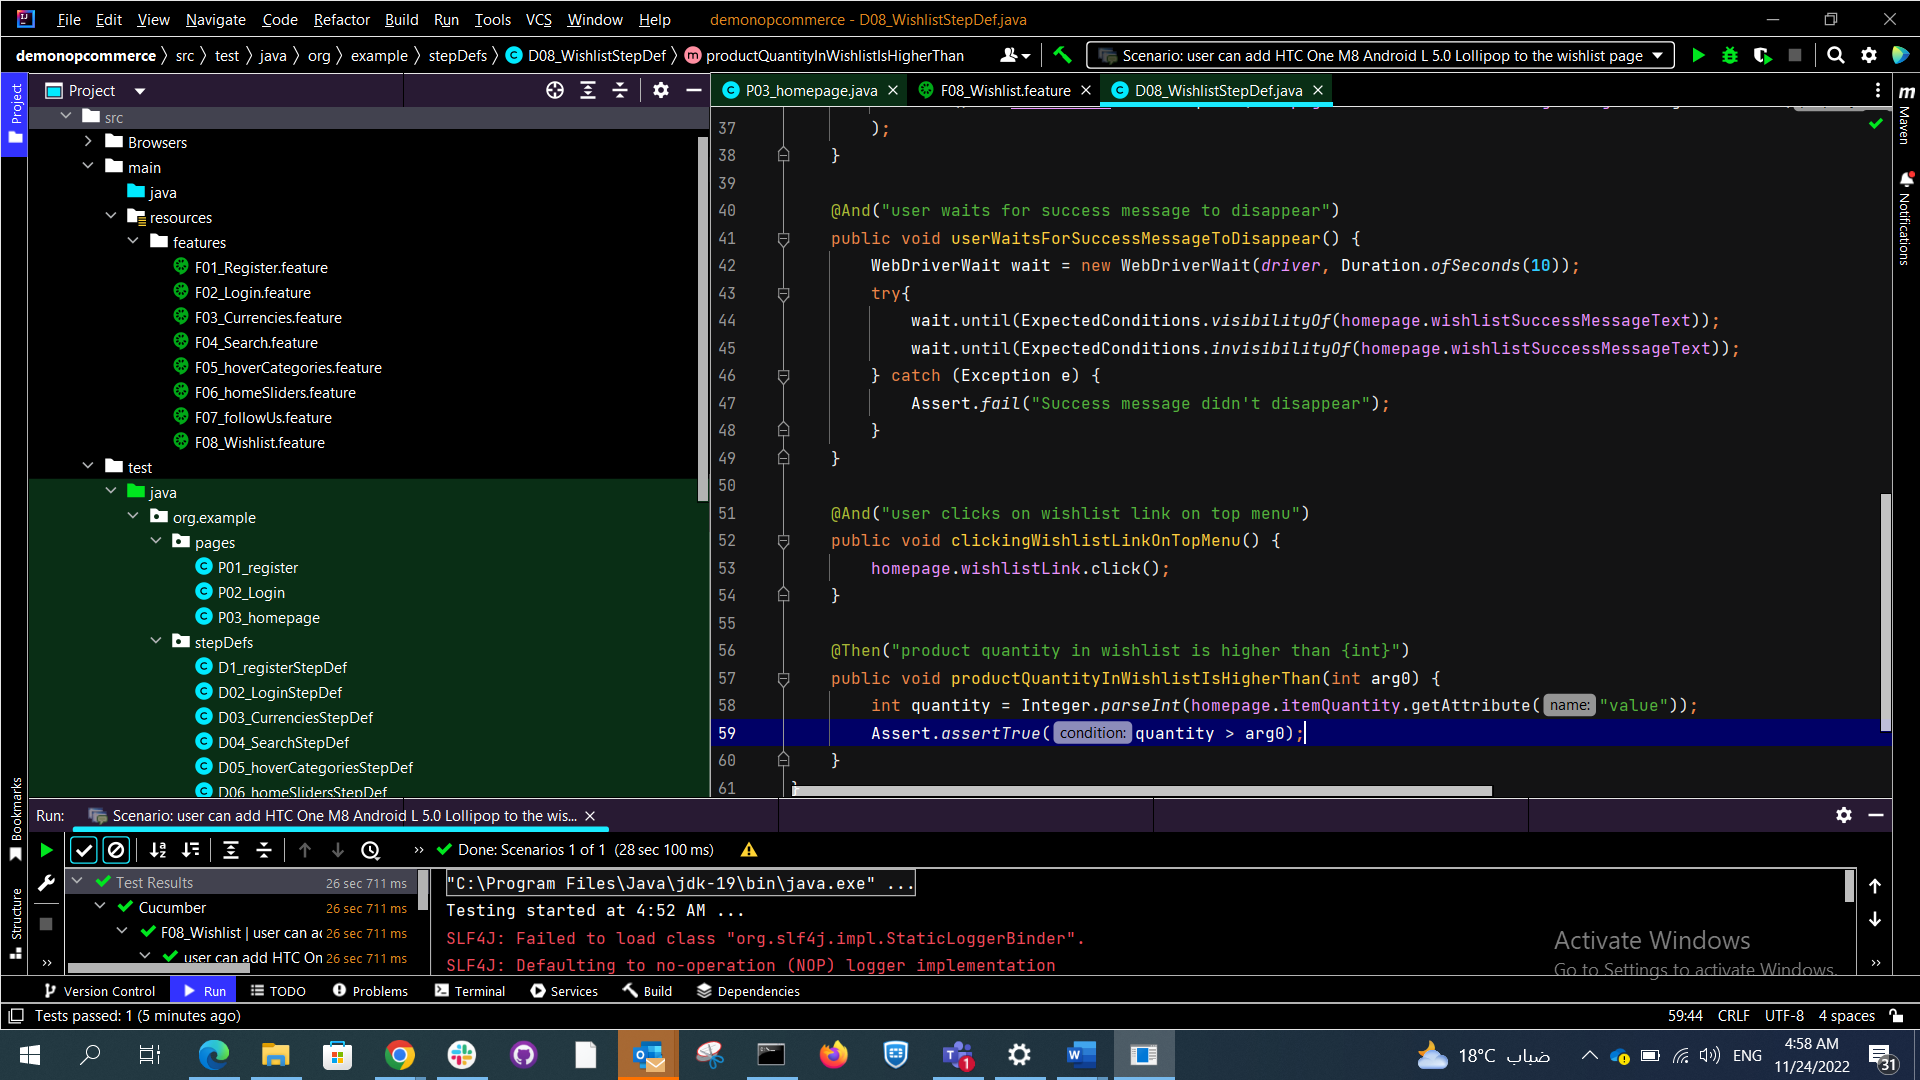 File Edit View Navigate Code Refactor Build Run Tools VCS Window Help demonopcommerce - D08_WishlistStepDef.java
demonopcommerce src test java org example stepDefs D08_WishlistStepDef productQuantityInWishlistIsHigherThan Scenario: user can add HTC One M8 Android L 5.0 Lollipop to the wishlist page
Project
Project
P03_homepage.java
F08_Wishlist.feature
D08_WishlistStepDef.java
Maven
Notifications
src
Browsers
main
java
resources
features
F01_Register.feature
F02_Login.feature
F03_Currencies.feature
F04_Search.feature
F05_hoverCategories.feature
F06_homeSliders.feature
F07_followUs.feature
F08_Wishlist.feature
test
java
org.example
pages
P01_register
P02_Login
P03_homepage
stepDefs
D1_registerStepDef
D02_LoginStepDef
D03_CurrenciesStepDef
D04_SearchStepDef
D05_hoverCategoriesStepDef
D06_homeSlidersStepDef
37 );
38 }
39
40 @And("user waits for success message to disappear")
41 public void userWaitsForSuccessMessageToDisappear() {
42 WebDriverWait wait = new WebDriverWait(driver, Duration.ofSeconds(10));
43 try{
44 wait.until(ExpectedConditions.visibilityOf(homepage.wishlistSuccessMessageText));
45 wait.until(ExpectedConditions.invisibilityOf(homepage.wishlistSuccessMessageText));
46 } catch (Exception e) {
47 Assert.fail("Success message didn't disappear");
48 }
49 }
50
51 @And("user clicks on wishlist link on top menu")
52 public void clickingWishlistLinkOnTopMenu() {
53 homepage.wishlistLink.click();
54 }
55
56 @Then("product quantity in wishlist is higher than {int}")
57 public void productQuantityInWishlistIsHigherThan(int arg0) {
58 int quantity = Integer.parseInt(homepage.itemQuantity.getAttribute( name: "value"));
59 Assert.assertTrue( condition: quantity > arg0);
60 }
61 }
Bookmarks
Structure
Run: Scenario: user can add HTC One M8 Android L 5.0 Lollipop to the wis...
Done: Scenarios 1 of 1 (28 sec 100 ms)
Test Results 26 sec 711 ms
Cucumber 26 sec 711 ms
F08_Wishlist | user can ac 26 sec 711 ms
user can add HTC On 26 sec 711 ms
"C:\Program Files\Java\jdk-19\bin\java.exe" ...
Testing started at 4:52 AM ...
SLF4J: Failed to load class "org.slf4j.impl.StaticLoggerBinder".
SLF4J: Defaulting to no-operation (NOP) logger implementation
Activate Windows
Go to Settings to activate Windows.
Version Control Run TODO Problems Terminal Services Build Dependencies
Tests passed: 1 (5 minutes ago) 59:44 CRLF UTF-8 4 spaces
18°C ضباب ENG 4:58 AM
11/24/2022
31
1